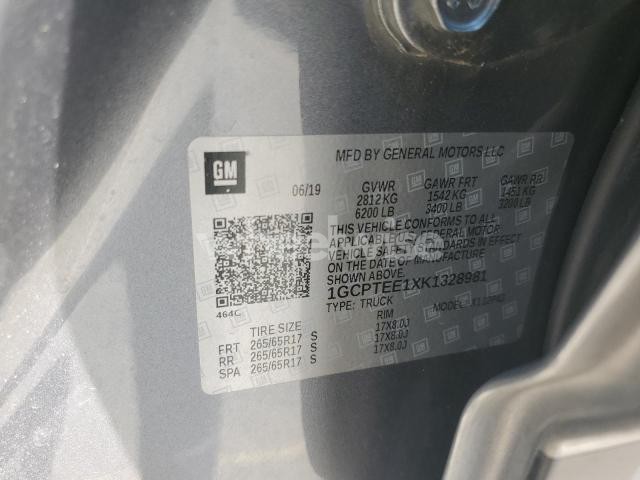 GM
MFD BY GENERAL MOTORS LLC
06/19 GVWR GAWR FRT GAWR RR
2812 KG 1542 KG 1451 KG
6200 LB 3400 LB 3200 LB
THIS VEHICLE CONFORMS TO ALL
APPLICABLE U.S. FEDERAL MOTOR
VEHICLE SAFETY STANDARDS IN EFFECT
ON THE DATE OF MANUFACTURE
SHOWN ABOVE.
1GCPTEE1XK1328981
TYPE: TRUCK MODEL:
464C
TIRE SIZE RIM
FRT 265/65R17 S 17X8.0J
RR 265/65R17 S 17X8.0J
SPA 265/65R17 S 17X8.0J